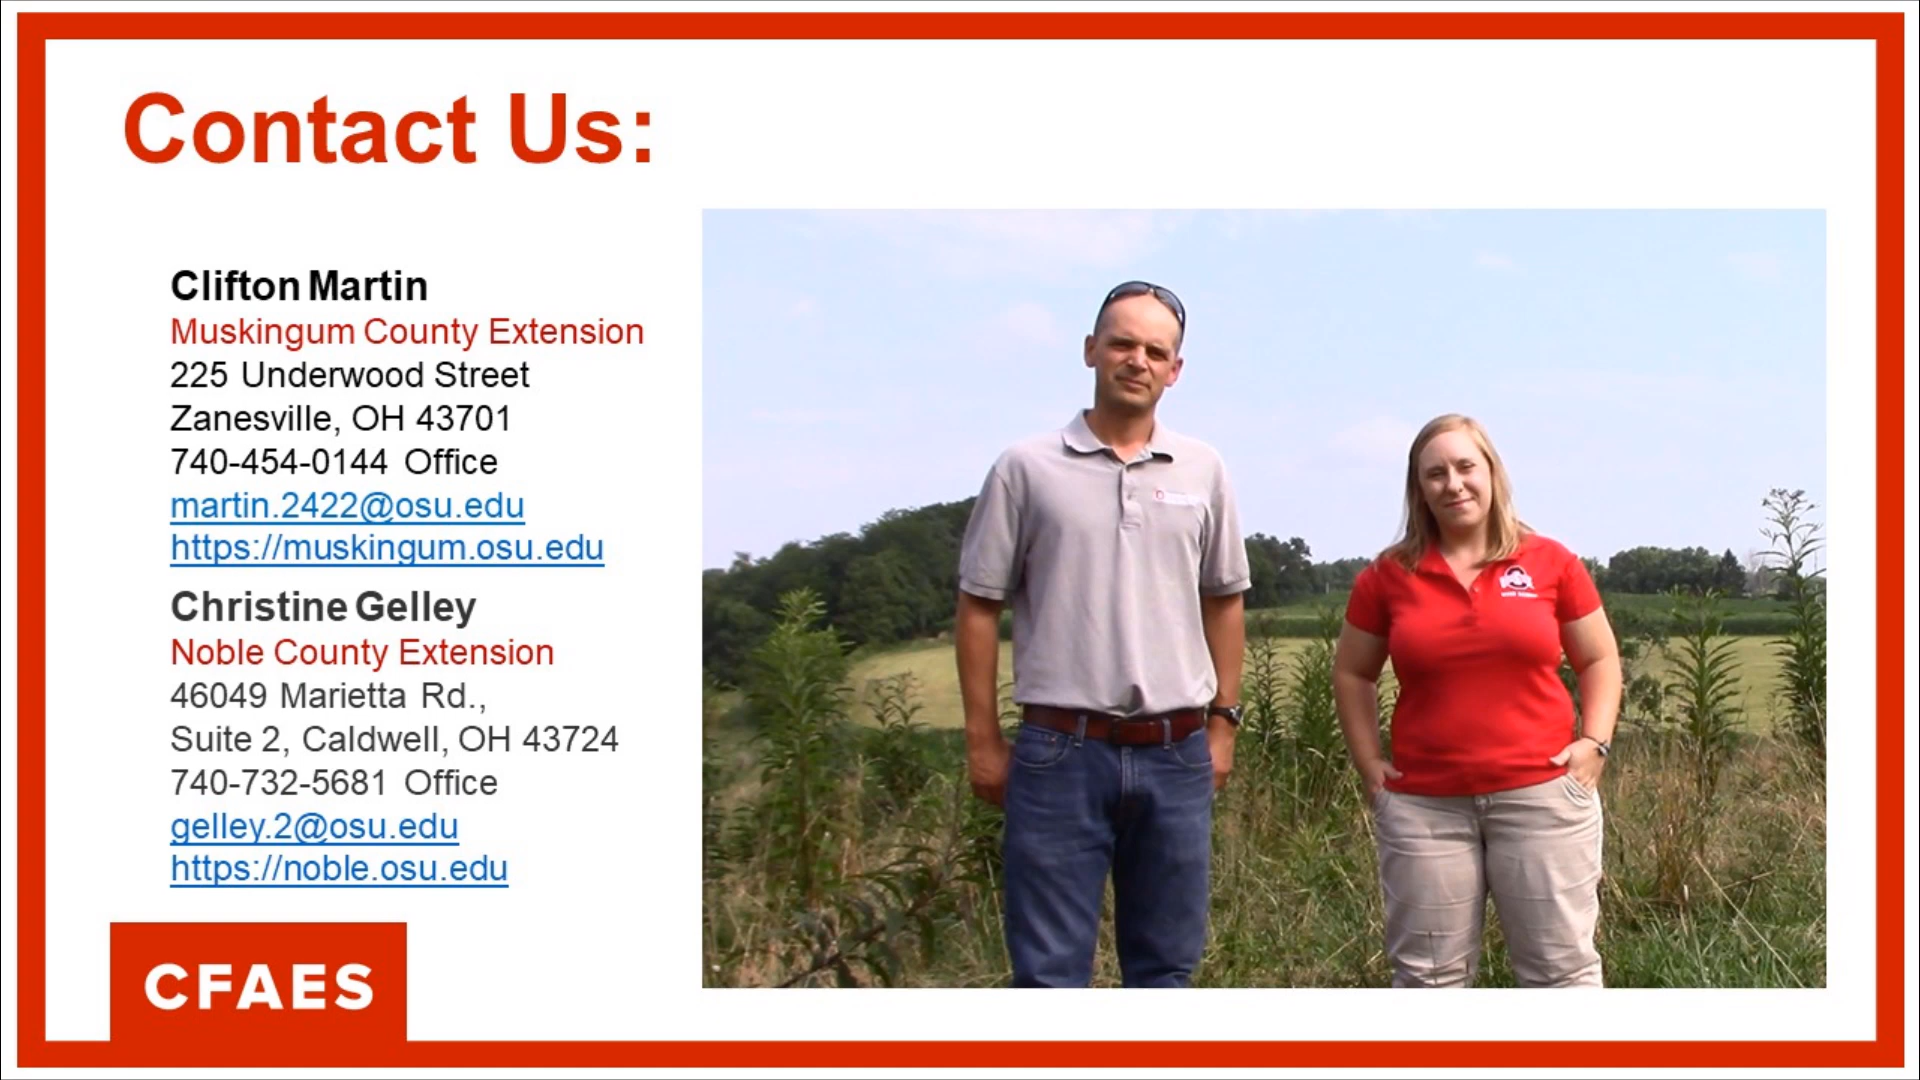 Contact Us:
Clifton Martin
Muskingum County Extension
225 Underwood Street
Zanesville, OH 43701
740-454-0144 Office
martin.2422@osu.edu
https://muskingum.osu.edu
Christine Gelley
Noble County Extension
46049 Marietta Rd.,
Suite 2, Caldwell, OH 43724
740-732-5681 Office
gelley.2@osu.edu
https://noble.osu.edu
CFAES